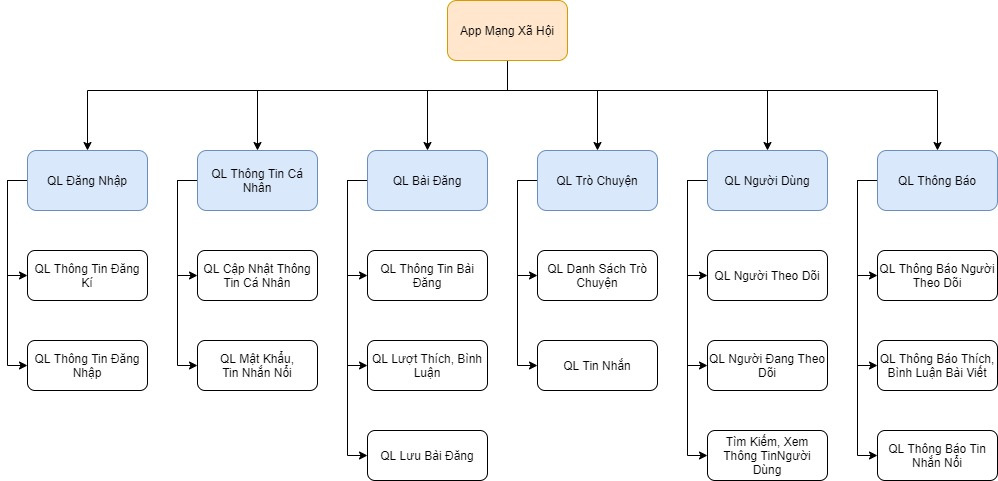 App Mạng Xã Hội
QL Đăng Nhập
QL Thông Tin Cá
Nhân
QL Bài Đăng
QL Trò Chuyện
QL Người Dùng
QL Thông Báo
QL Thông Tin Đăng
Kí
QL Cập Nhật Thông
Tin Cá Nhân
QL Thông Tin Bài
Đăng
QL Danh Sách Trò
Chuyện
QL Người Theo Dõi
QL Thông Báo Người
Theo Dõi
QL Thông Tin Đăng
Nhập
QL Mật Khẩu,
Tin Nhắn Nổi
QL Lượt Thích, Bình
Luận
QL Tin Nhắn
QL Người Đang Theo
Dõi
QL Thông Báo Thích,
Bình Luận Bài Viết
QL Lưu Bài Đăng
Tìm Kiếm, Xem
Thông TinNgười
Dùng
QL Thông Báo Tin
Nhắn Nổi